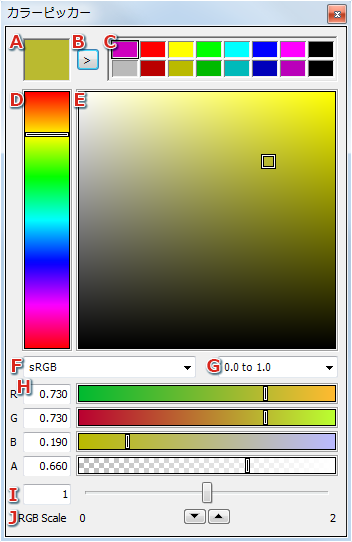 カラーピッカー x
A B > C
D E
F sRGB G 0.0 to 1.0
H
R 0.730
G 0.730
B 0.190
A 0.660
I 1
J RGB Scale 0 2